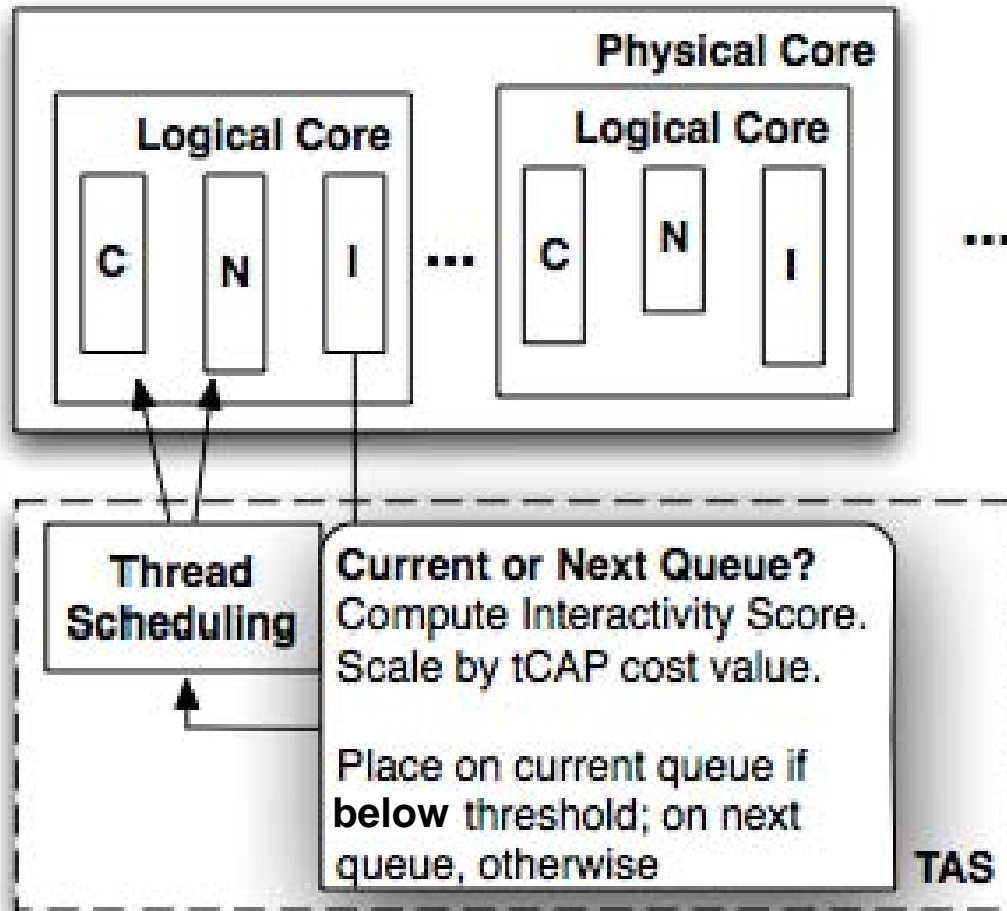 Physical Core
Logical Core
Logical Core
C
N
I
...
C
N
I
...
Thread
Scheduling
Current or Next Queue?
Compute Interactivity Score.
Scale by tCAP cost value.
Place on current queue if
below threshold; on next
queue, otherwise
TAS